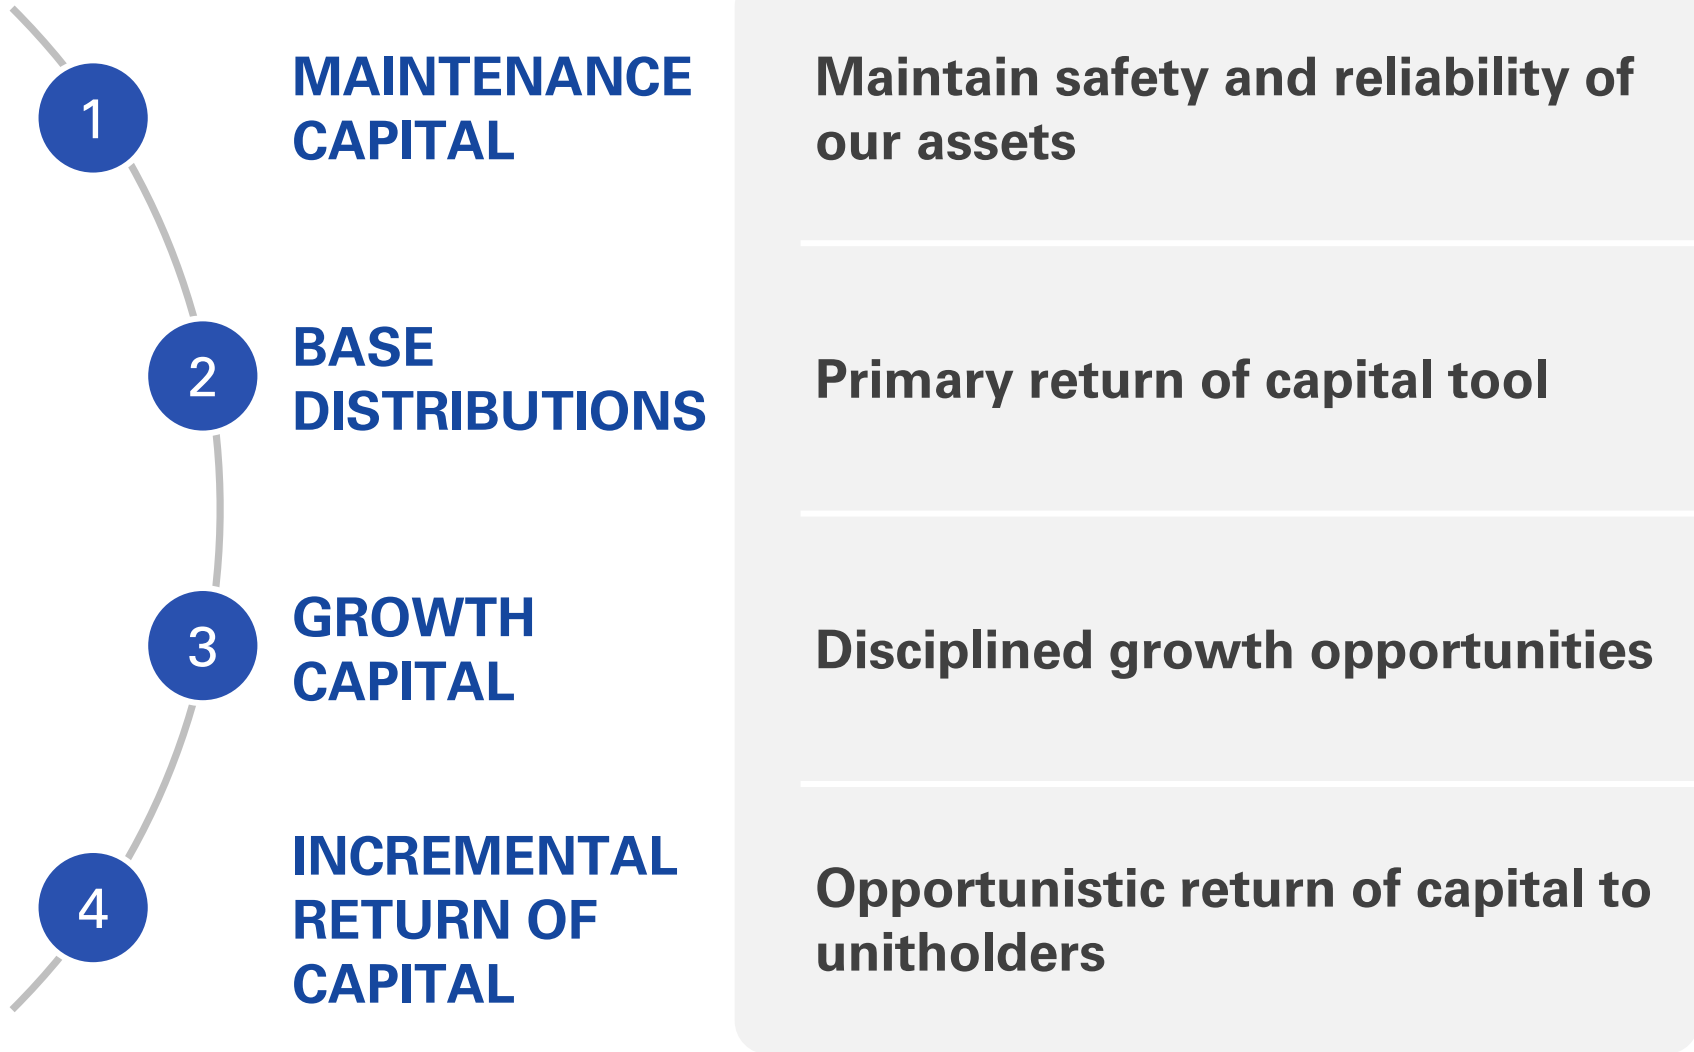 1
MAINTENANCE
CAPITAL
Maintain safety and reliability of
our assets
2
BASE
DISTRIBUTIONS
Primary return of capital tool
3
GROWTH
CAPITAL
Disciplined growth opportunities
4
INCREMENTAL
RETURN OF
CAPITAL
Opportunistic return of capital to
unitholders